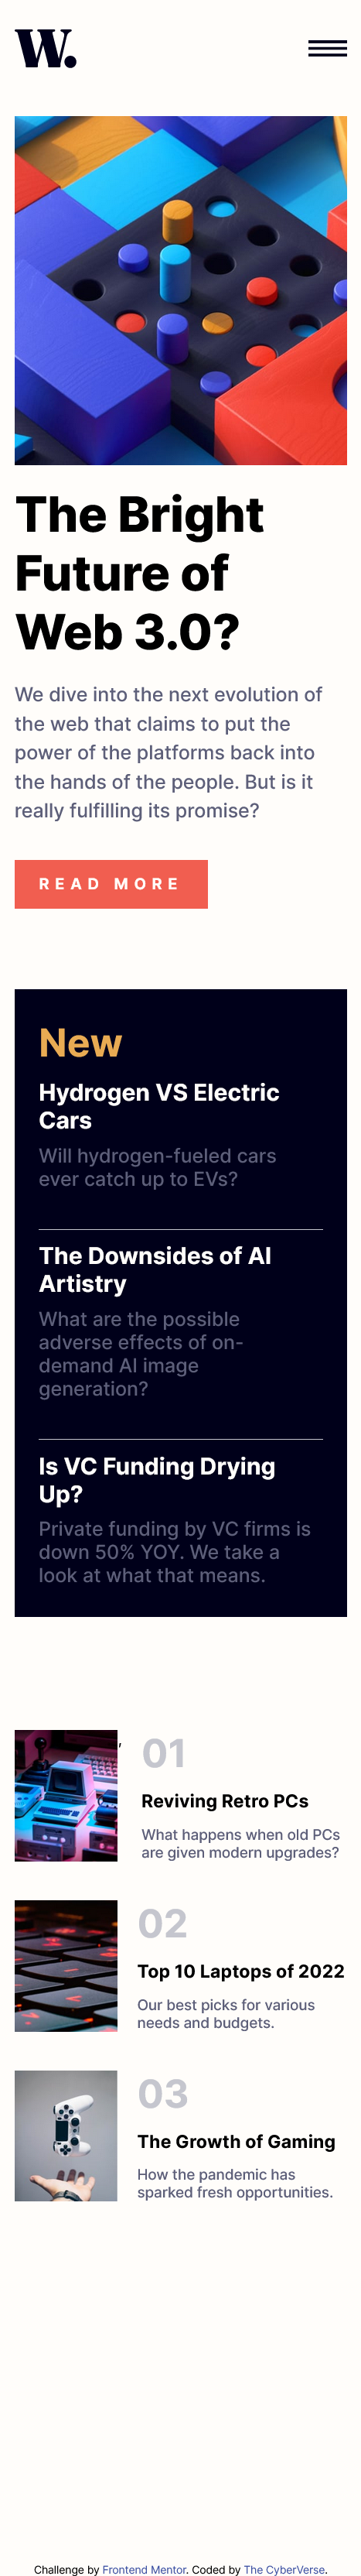 W.
The Bright
Future of
Web 3.0?
We dive into the next evolution of
the web that claims to put the
power of the platforms back into
the hands of the people. But is it
really fulfilling its promise?
READ MORE
New
Hydrogen VS Electric
Cars
Will hydrogen-fueled cars
ever catch up to EVs?
The Downsides of AI
Artistry
What are the possible
adverse effects of on-
demand AI image
generation?
Is VC Funding Drying
Up?
Private funding by VC firms is
down 50% YOY. We take a
look at what that means.
,
01
Reviving Retro PCs
What happens when old PCs
are given modern upgrades?
02
Top 10 Laptops of 2022
Our best picks for various
needs and budgets.
03
The Growth of Gaming
How the pandemic has
sparked fresh opportunities.
Challenge by Frontend Mentor. Coded by The CyberVerse.